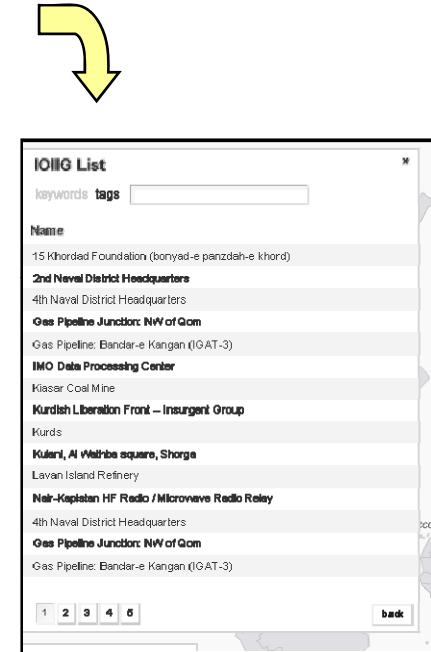 IOIIG List
×
keywords tags
Name
15 Khordad Foundation (bonyad-e panzdah-e khord)
2nd Naval District Headquarters
4th Naval District Headquarters
Gas Pipeline Junction: NW of Qom
Gas Pipeline: Bandar-e Kangan (IGAT-3)
IMO Data Processing Center
Kiasar Coal Mine
Kurdish Liberation Front – Insurgent Group
Kurds
Kulani, Al Wathba square, Shorga
Lavan Island Refinery
Nair-Kapistan HF Radio / Microwave Radio Relay
4th Naval District Headquarters
Gas Pipeline Junction: NW of Qom
Gas Pipeline: Bandar-e Kangan (IGAT-3)
1 2 3 4 5 back